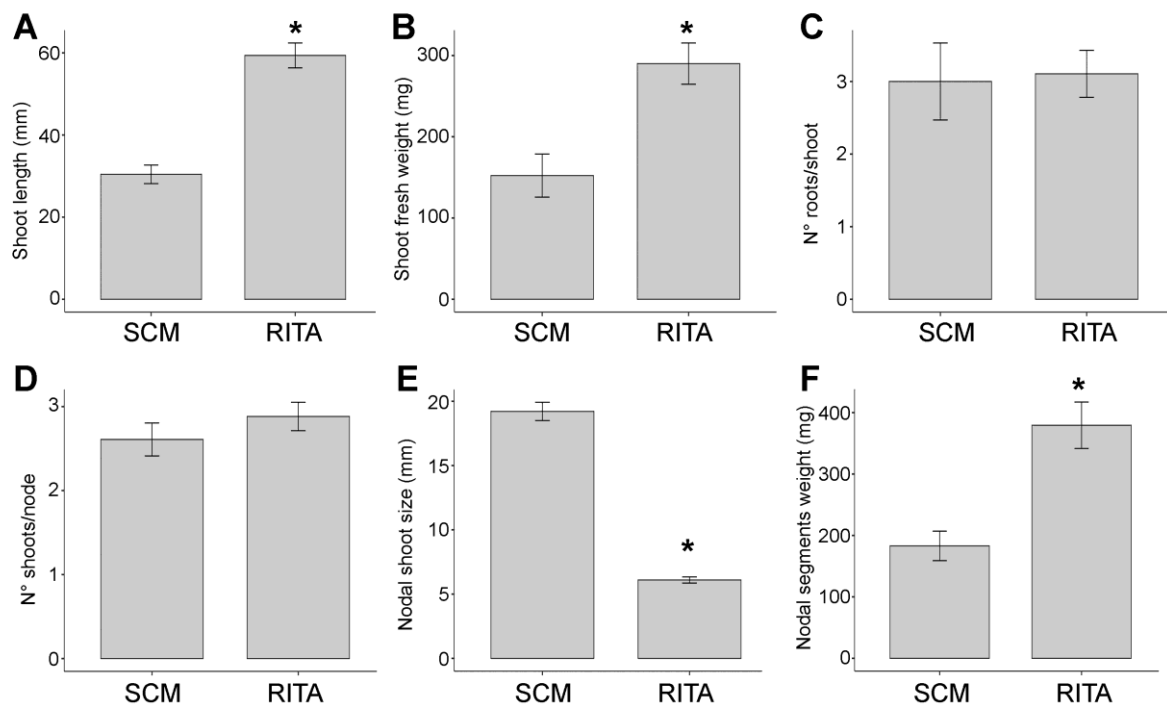 A
Shoot length (mm)
60
40
20
0
*
SCM
RITA
B
Shoot fresh weight (mg)
300
200
100
0
*
SCM
RITA
C
N° roots/shoot
3
2
1
0
SCM
RITA
D
N° shoots/node
3
2
1
0
SCM
RITA
E
Nodal shoot size (mm)
20
15
10
5
0
*
SCM
RITA
F
Nodal segments weight (mg)
400
300
200
100
0
*
SCM
RITA